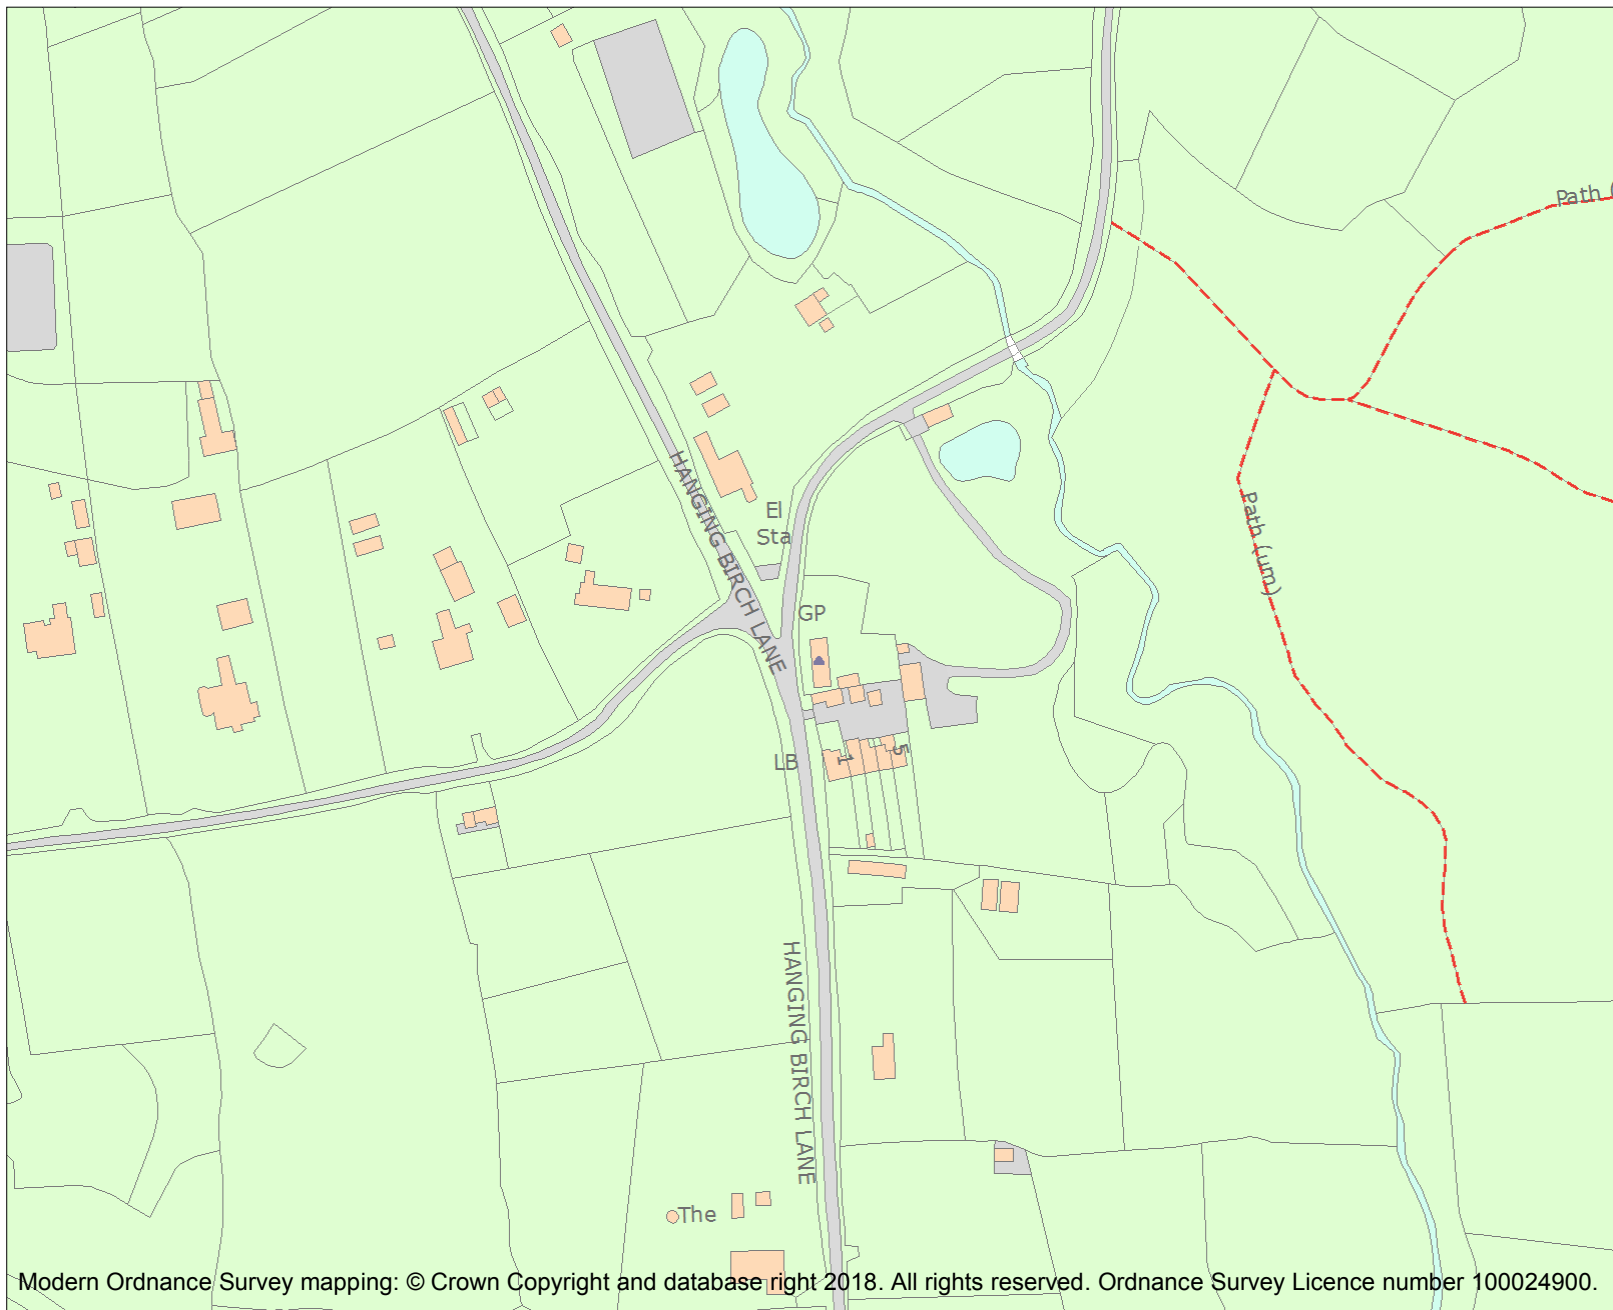 Path (
HANGING BIRCH LANE
El
Sta
Path (um)
GP
LB
1
5
HANGING BIRCH LANE
The
Modern Ordnance Survey mapping: © Crown Copyright and database right 2018. All rights reserved. Ordnance Survey Licence number 100024900.